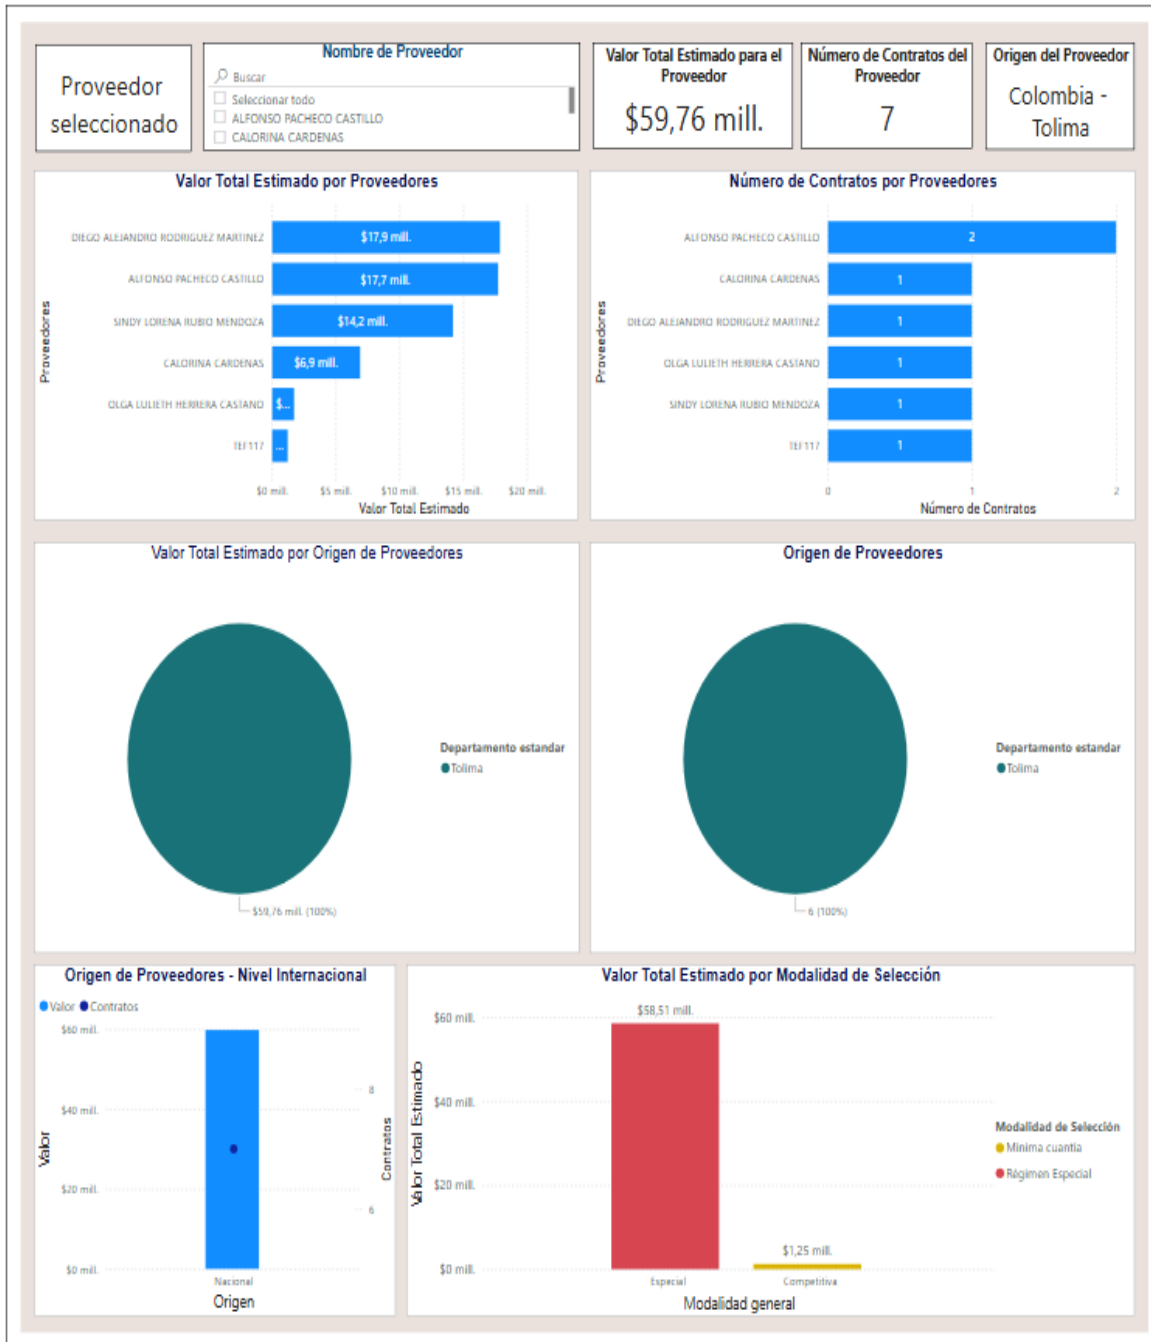 Proveedor
seleccionado
Nombre de Proveedor
Buscar
Seleccionar todo
ALFONSO PACHECO CASTILLO
CALORINA CARDENAS
Valor Total Estimado para el
Proveedor
$59,76 mill.
Número de Contratos del
Proveedor
7
Origen del Proveedor
Colombia -
Tolima
Valor Total Estimado por Proveedores
Proveedores
DIEGO ALEJANDRO RODRIGUEZ MARTINEZ
$17,9 mill.
ALFONSO PACHECO CASTILLO
$17,7 mill.
SINDY LORENA RUBIO MENDOZA
$14,2 mill.
CALORINA CARDENAS
$6,9 mill.
OLGA LULIETH HERRERA CASTANO
$...
TEF117
...
$0 mill. $5 mill. $10 mill. $15 mill. $20 mill.
Valor Total Estimado
Número de Contratos por Proveedores
Proveedores
ALFONSO PACHECO CASTILLO
2
CALORINA CARDENAS
1
DIEGO ALEJANDRO RODRIGUEZ MARTINEZ
1
OLGA LULIETH HERRERA CASTANO
1
SINDY LORENA RUBIO MENDOZA
1
TEF117
1
0 1 2
Número de Contratos
Valor Total Estimado por Origen de Proveedores
Departamento estandar
Tolima
$59,76 mill. (100%)
Origen de Proveedores
Departamento estandar
Tolima
6 (100%)
Origen de Proveedores - Nivel Internacional
Valor Contratos
$60 mill.
$40 mill.
$20 mill.
$0 mill.
Valor
8
6
Contratos
Nacional
Origen
Valor Total Estimado por Modalidad de Selección
$60 mill.
$40 mill.
$20 mill.
$0 mill.
Valor Total Estimado
$58,51 mill.
$1,25 mill.
Especial Competitiva
Modalidad general
Modalidad de Selección
Mínima cuantía
Régimen Especial